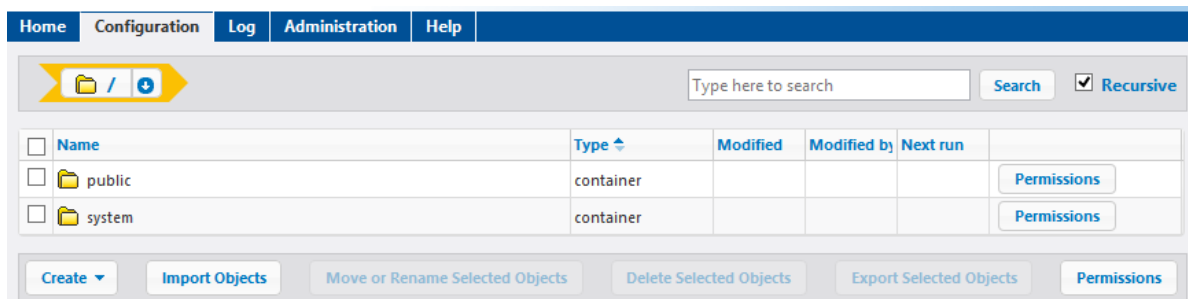 Home Configuration Log Administration Help
/ Type here to search Search Recursive
Name Type Modified Modified by Next run
public container Permissions
system container Permissions
Create Import Objects Move or Rename Selected Objects Delete Selected Objects Export Selected Objects Permissions